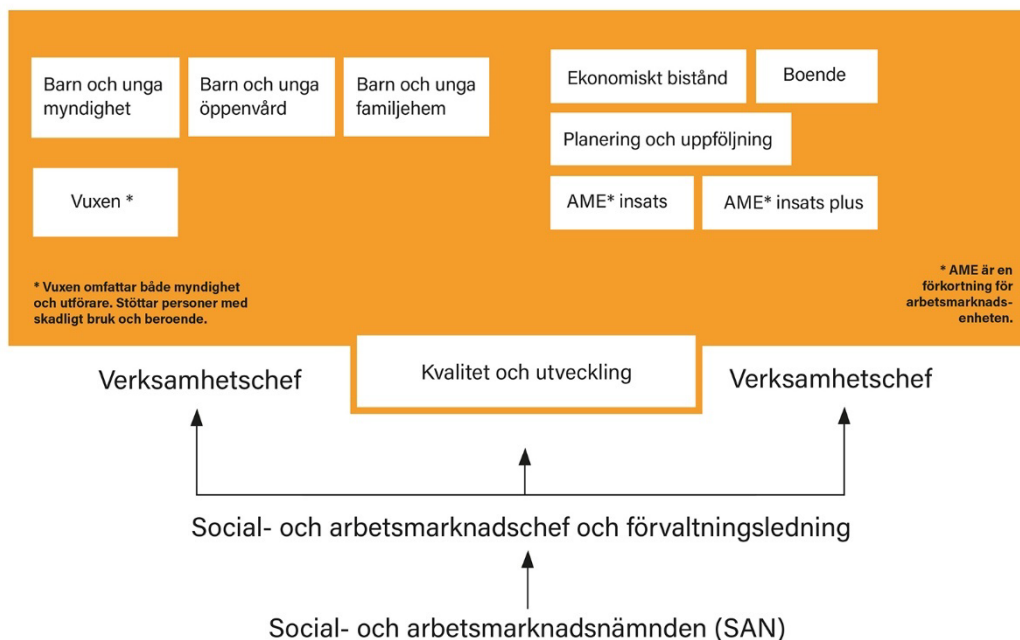 Barn och unga
myndighet
Barn och unga
öppenvård
Barn och unga
familjehem
Vuxen *
* Vuxen omfattar både myndighet
och utförare. Stöttar personer med
skadligt bruk och beroende.
Ekonomiskt bistånd
Boende
Planering och uppföljning
AME* insats
AME* insats plus
* AME är en
förkortning för
arbetsmarknads-
enheten.
Verksamhetschef
Kvalitet och utveckling
Verksamhetschef
Social- och arbetsmarknadschef och förvaltningsledning
Social- och arbetsmarknadsnämnden (SAN)